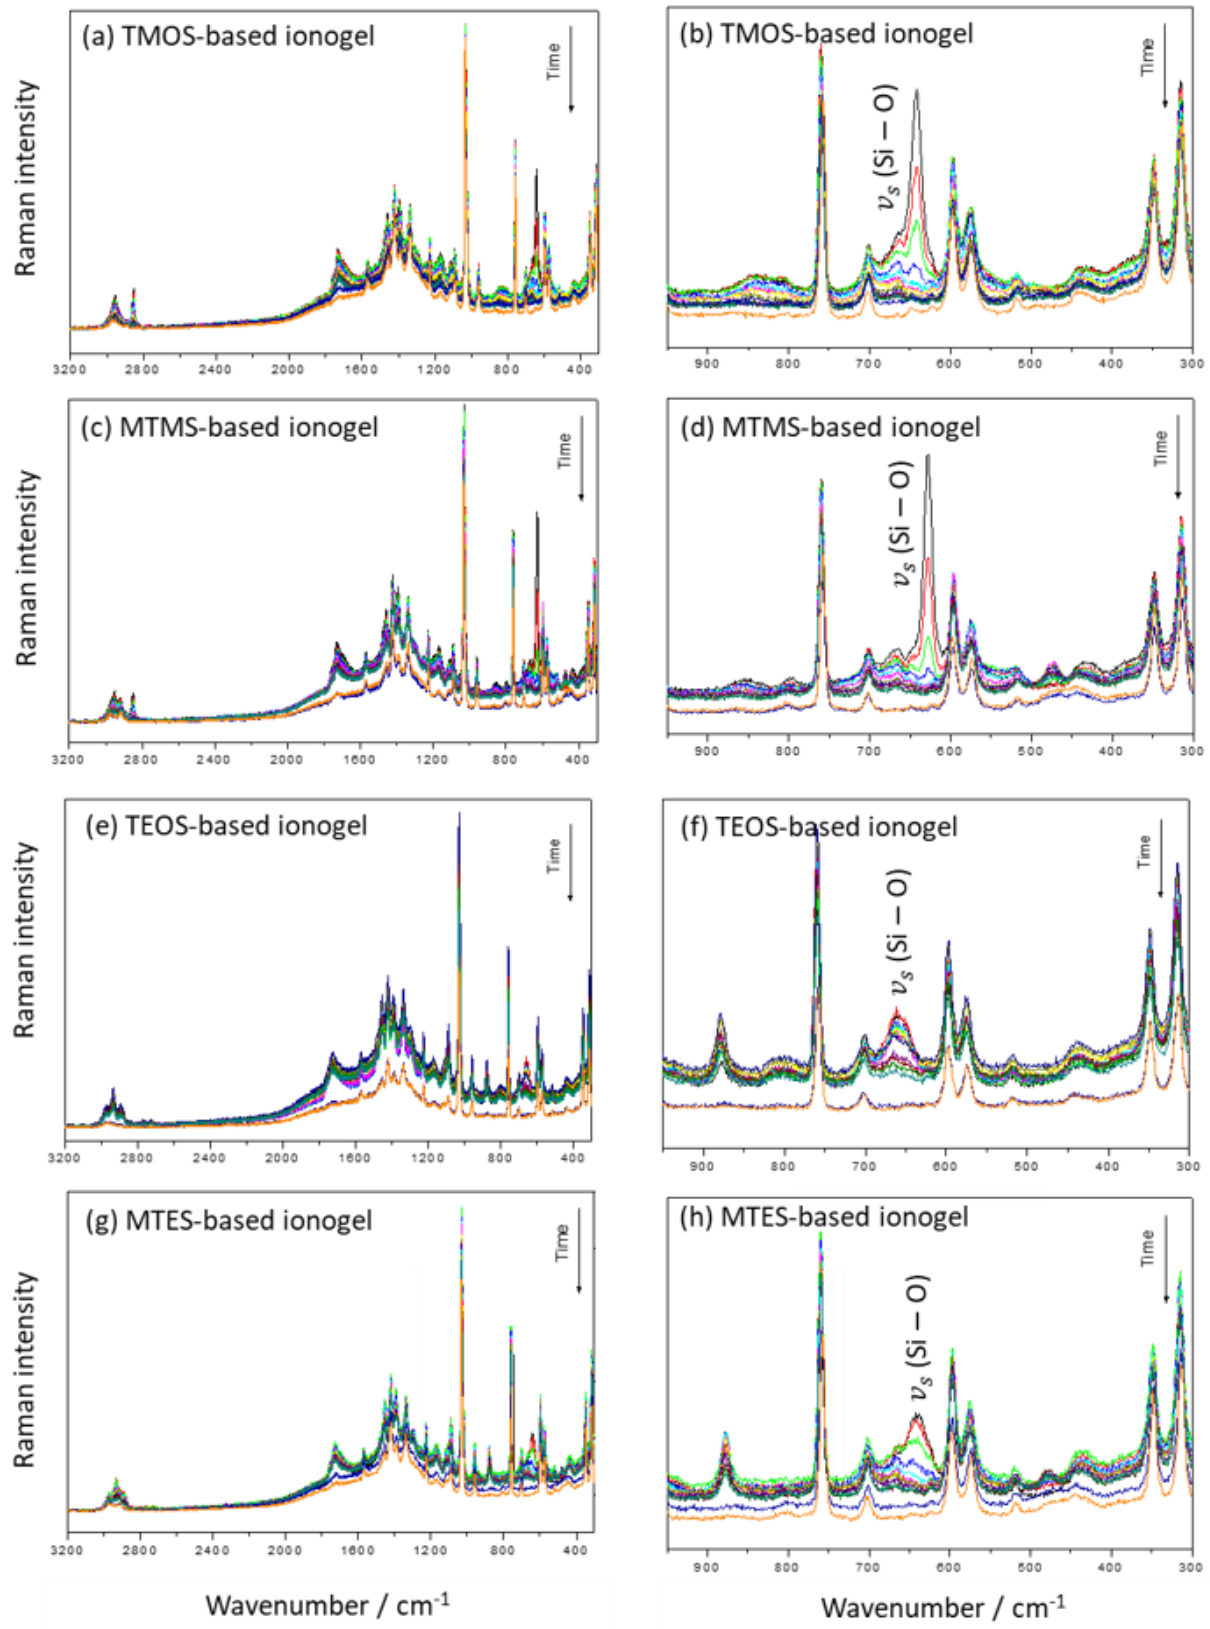 (a) TMOS-based ionogel
Time
Raman intensity
3200 2800 2400 2000 1600 1200 800 400
(b) TMOS-based ionogel
Time
νs (Si − O)
900 800 700 600 500 400 300
(c) MTMS-based ionogel
Time
Raman intensity
3200 2800 2400 2000 1600 1200 800 400
(d) MTMS-based ionogel
Time
νs (Si − O)
900 800 700 600 500 400 300
(e) TEOS-based ionogel
Time
Raman intensity
3200 2800 2400 2000 1600 1200 800 400
(f) TEOS-based ionogel
Time
νs (Si − O)
900 800 700 600 500 400 300
(g) MTES-based ionogel
Time
Raman intensity
3200 2800 2400 2000 1600 1200 800 400
(h) MTES-based ionogel
Time
νs (Si − O)
900 800 700 600 500 400 300
Wavenumber / cm-1
Wavenumber / cm-1